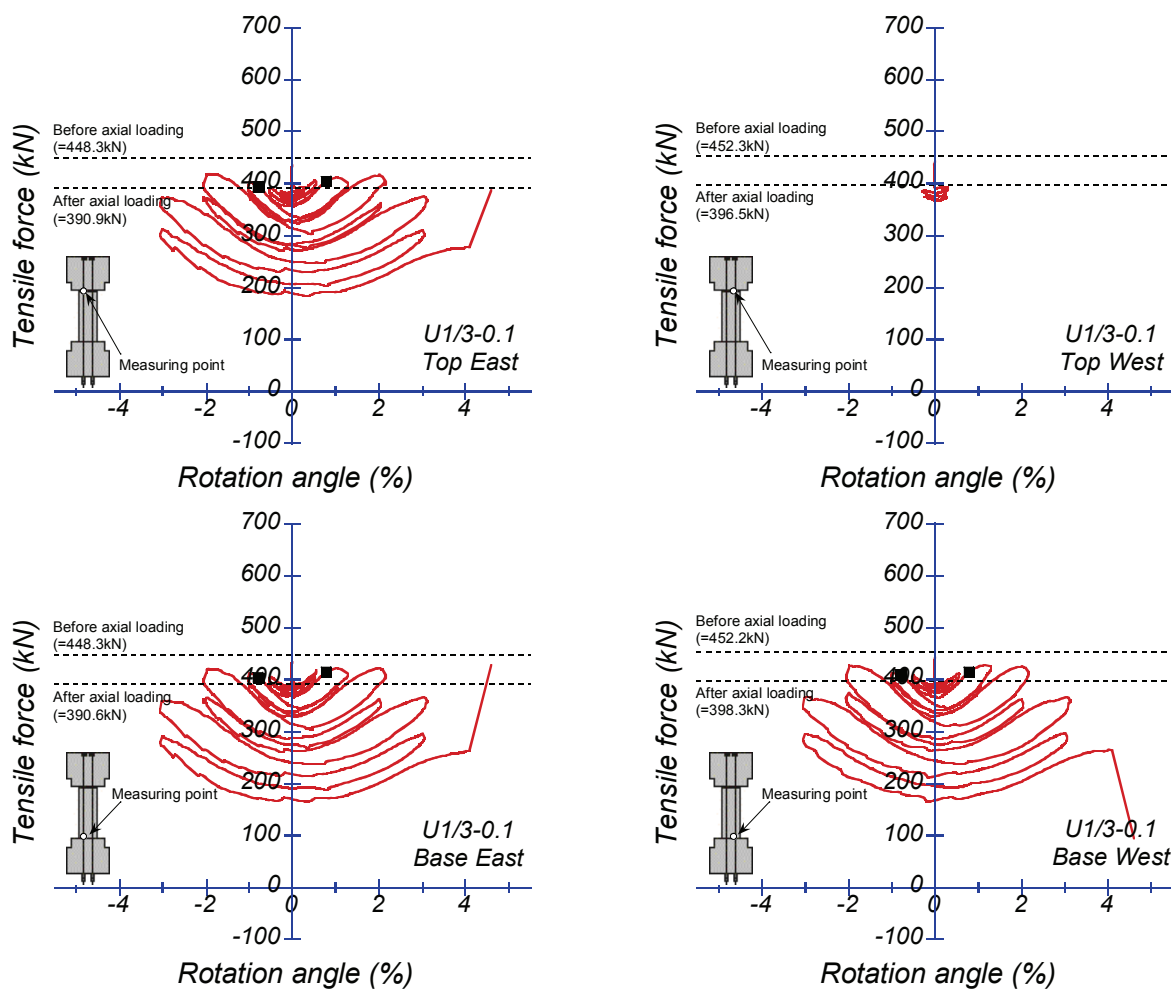 700
600
500
400
300
200
100
0
-100
-4
-2
0
2
4
Tensile force (kN)
Before axial loading
(=448.3kN)
After axial loading
(=390.9kN)
Measuring point
U1/3-0.1
Top East
Rotation angle (%)
700
600
500
400
300
200
100
0
-100
-4
-2
0
2
4
Tensile force (kN)
Before axial loading
(=452.3kN)
After axial loading
(=396.5kN)
Measuring point
U1/3-0.1
Top West
Rotation angle (%)
700
600
500
400
300
200
100
0
-100
-4
-2
0
2
4
Tensile force (kN)
Before axial loading
(=448.3kN)
After axial loading
(=390.6kN)
Measuring point
U1/3-0.1
Base East
Rotation angle (%)
700
600
500
400
300
200
100
0
-100
-4
-2
0
2
4
Tensile force (kN)
Before axial loading
(=452.2kN)
After axial loading
(=398.3kN)
Measuring point
U1/3-0.1
Base West
Rotation angle (%)